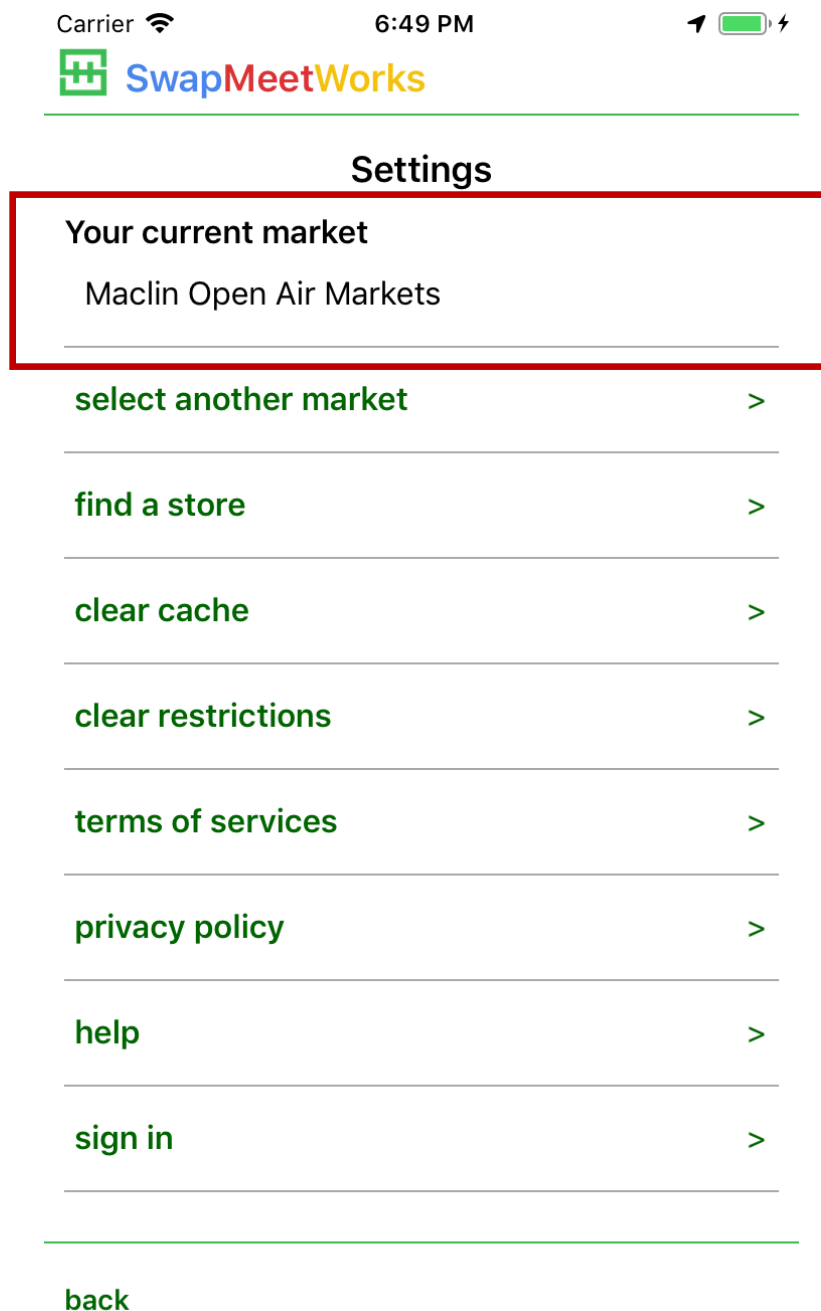 Carrier 6:49 PM
SwapMeetWorks
Settings
Your current market
Maclin Open Air Markets
select another market >
find a store >
clear cache >
clear restrictions >
terms of services >
privacy policy >
help >
sign in >
back